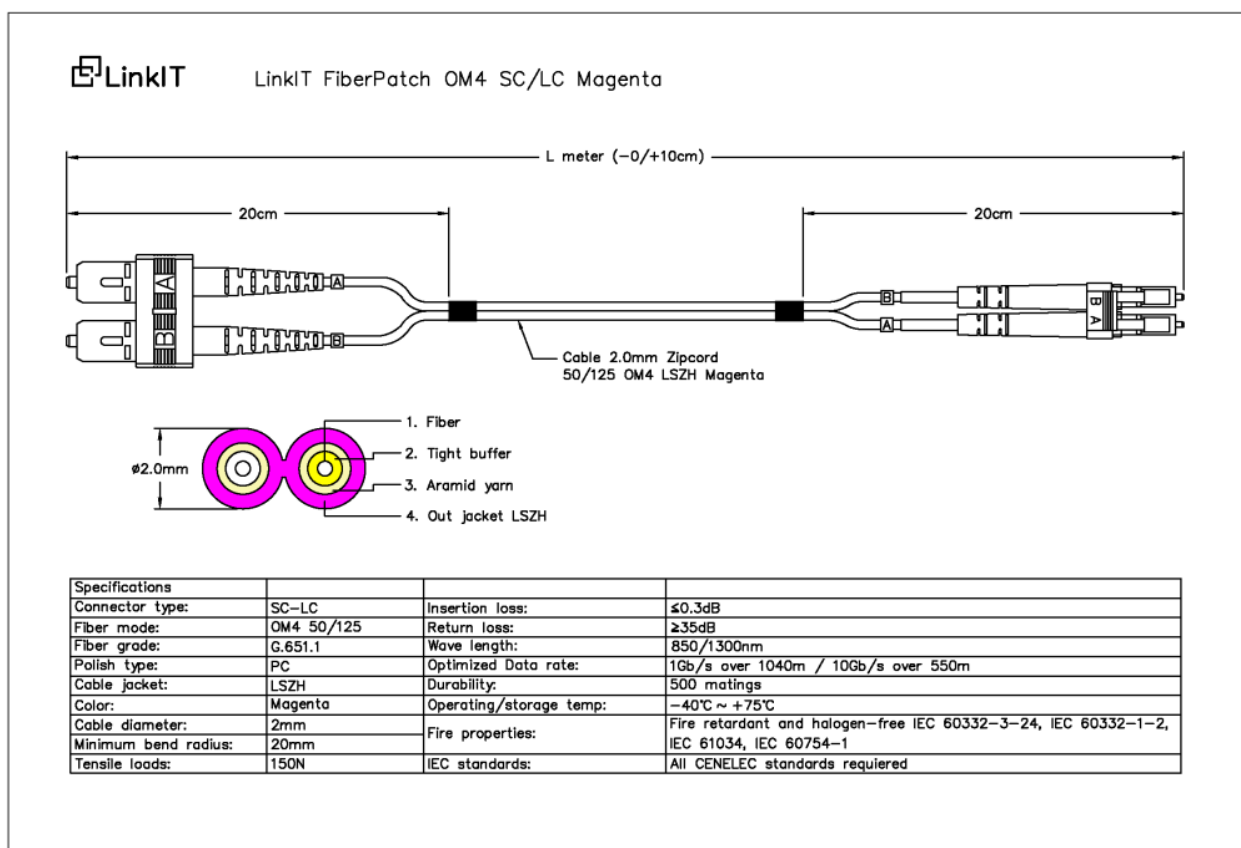 LinkIT
LinkIT FiberPatch OM4 SC/LC Magenta
L meter (-0/+10cm)
20cm
20cm
A
B
B I A
A
B
B
A
B A
Cable 2.0mm Zipcord
50/125 OM4 LSZH Magenta
ø2.0mm
1. Fiber
2. Tight buffer
3. Aramid yarn
4. Out jacket LSZH
Specifications
Connector type: SC-LC Insertion loss: ≤0.3dB
Fiber mode: OM4 50/125 Return loss: ≥35dB
Fiber grade: G.651.1 Wave length: 850/1300nm
Polish type: PC Optimized Data rate: 1Gb/s over 1040m / 10Gb/s over 550m
Cable jacket: LSZH Durability: 500 matings
Color: Magenta Operating/storage temp: -40℃ ~ +75℃
Cable diameter: 2mm Fire properties: Fire retardant and halogen-free IEC 60332-3-24, IEC 60332-1-2,
Minimum bend radius: 20mm IEC 61034, IEC 60754-1
Tensile loads: 150N IEC standards: All CENELEC standards requiered